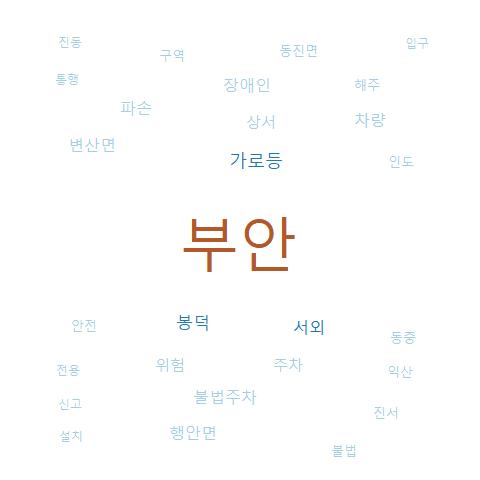 진동
구역
동진면
입구
통행
장애인
해주
파손
상서
차량
변산면
가로등
인도
부안
안전
봉덕
서외
동중
전용
위험
주차
익산
신고
불법주차
진서
설치
행안면
불법